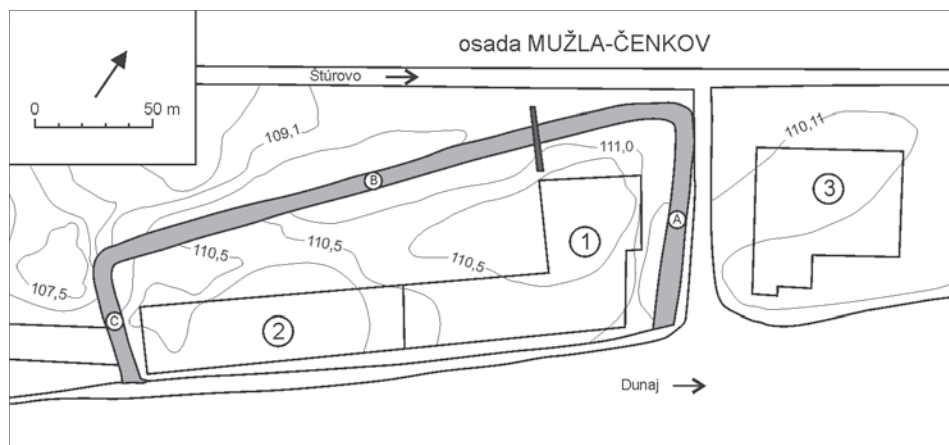 osada MUŽLA-ČENKOV
Štúrovo
0 50 m
109,1
110,11
111,0
B
3
A
1
110,5
110,5
110,5
107,5
C
2
Dunaj